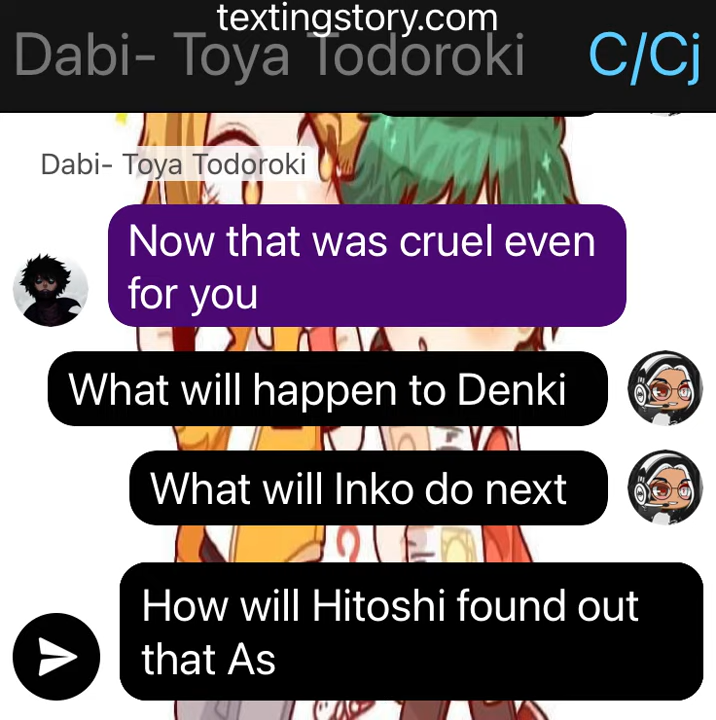 textingstory.com
Dabi- Toya Todoroki C/Cj
Dabi- Toya Todoroki
Now that was cruel even
for you
What will happen to Denki
What will Inko do next
How will Hitoshi found out
that As